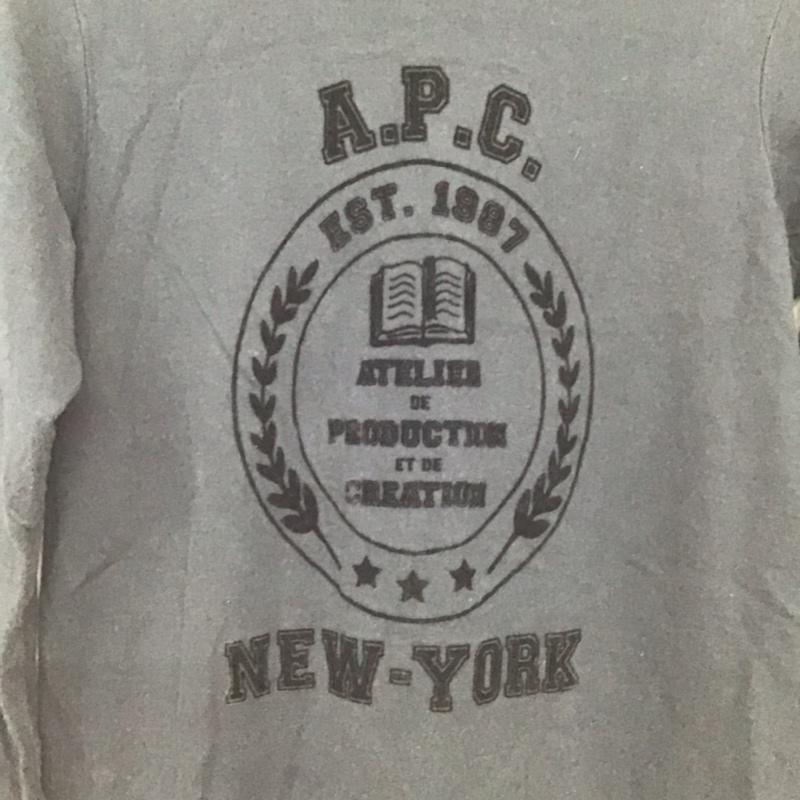 A.P.C.
EST. 1987
ATELIER
DE
PRODUCTION
ET DE
CREATION
NEW-YORK